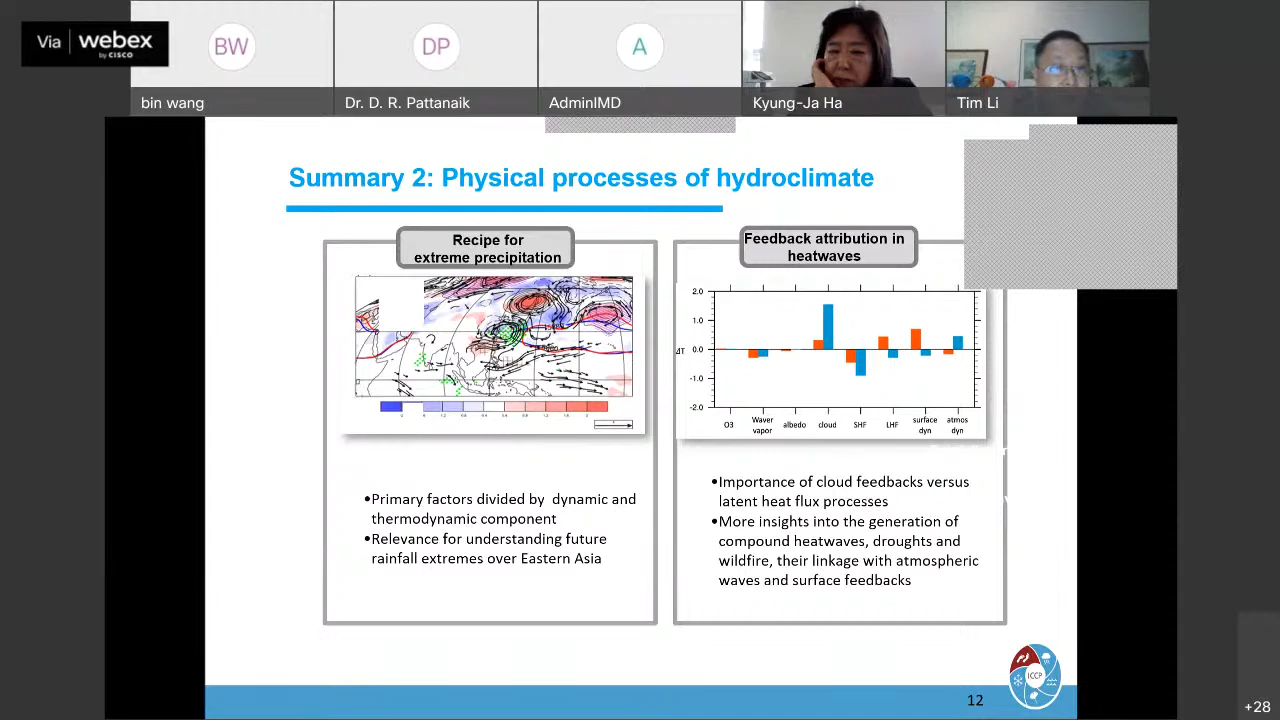 Via webex
by CISCO
BW
DP
A
bin wang
Dr. D. R. Pattanaik
AdminIMD
Kyung-Ja Ha
Tim Li
Summary 2: Physical processes of hydroclimate
Recipe for
extreme precipitation
•Primary factors divided by dynamic and
thermodynamic component
•Relevance for understanding future
rainfall extremes over Eastern Asia
Feedback attribution in
heatwaves
2.0
1.0
0.0
-1.0
-2.0
ΔT
O3
Waver
vapor
albedo
cloud
SHF
LHF
surface
dyn
atmos
dyn
•Importance of cloud feedbacks versus
latent heat flux processes
•More insights into the generation of
compound heatwaves, droughts and
wildfire, their linkage with atmospheric
waves and surface feedbacks
ICCP
12
+28